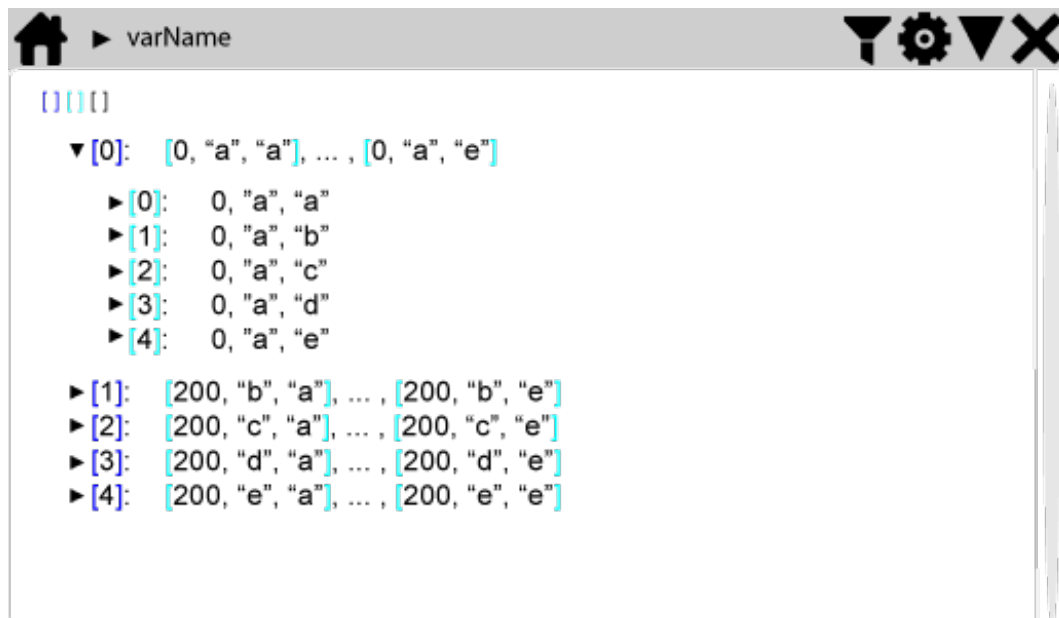 varName
[] [] []
[0]: [0, “a”, “a”], ... , [0, “a”, “e”]
[0]: 0, ”a”, “a”
[1]: 0, ”a”, “b”
[2]: 0, ”a”, “c”
[3]: 0, ”a”, “d”
[4]: 0, ”a”, “e”
[1]: [200, “b”, “a”], ... , [200, “b”, “e”]
[2]: [200, “c”, “a”], ... , [200, “c”, “e”]
[3]: [200, “d”, “a”], ... , [200, “d”, “e”]
[4]: [200, “e”, “a”], ... , [200, “e”, “e”]